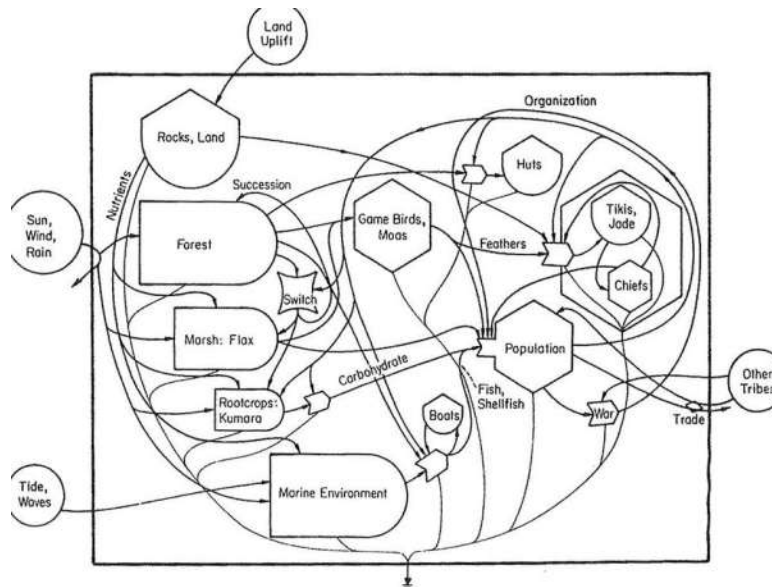 Land
Uplift
Organization
Rocks, Land
Huts
Nutrients
Succession
Tikis,
Jade
Sun,
Wind,
Rain
Forest
Game Birds,
Moas
Feathers
Chiefs
Switch
Marsh: Flax
Population
Carbohydrate
Other
Tribes
Rootcrops:
Kumara
Fish,
Shellfish
Boats
War
Trade
Tide,
Waves
Marine Environment